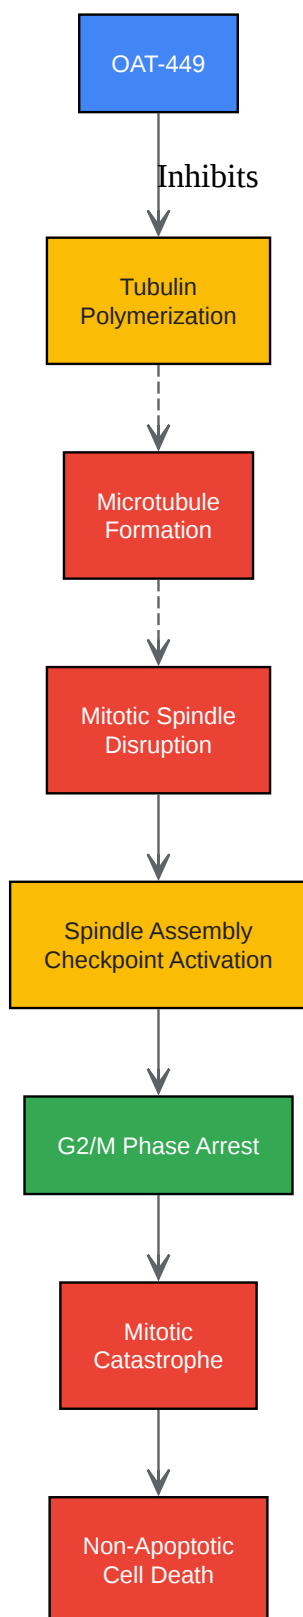 OAT-449
Inhibits
Tubulin
Polymerization
Microtubule
Formation
Mitotic Spindle
Disruption
Spindle Assembly
Checkpoint Activation
G2/M Phase Arrest
Mitotic
Catastrophe
Non-Apoptotic
Cell Death